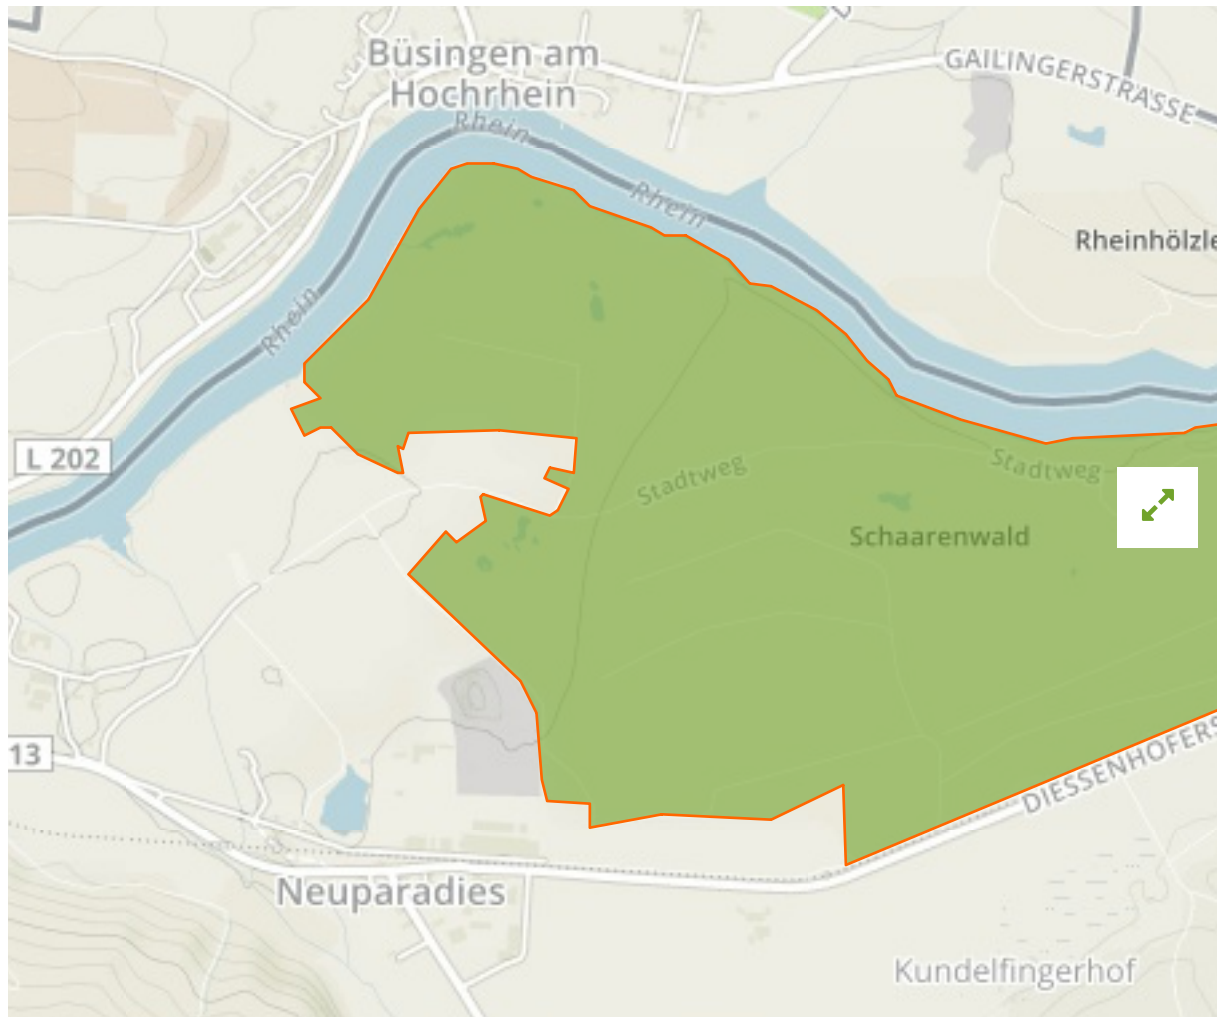 Büsingen am
Hochrhein
GAILINGERSTRASSE
Rhein
Rhein
Rheinhölzle
Rhein
L 202
Stadtweg
Stadtweg
Schaarenwald
13
DIESSENHOFERS
Neuparadies
Kundelfingerhof